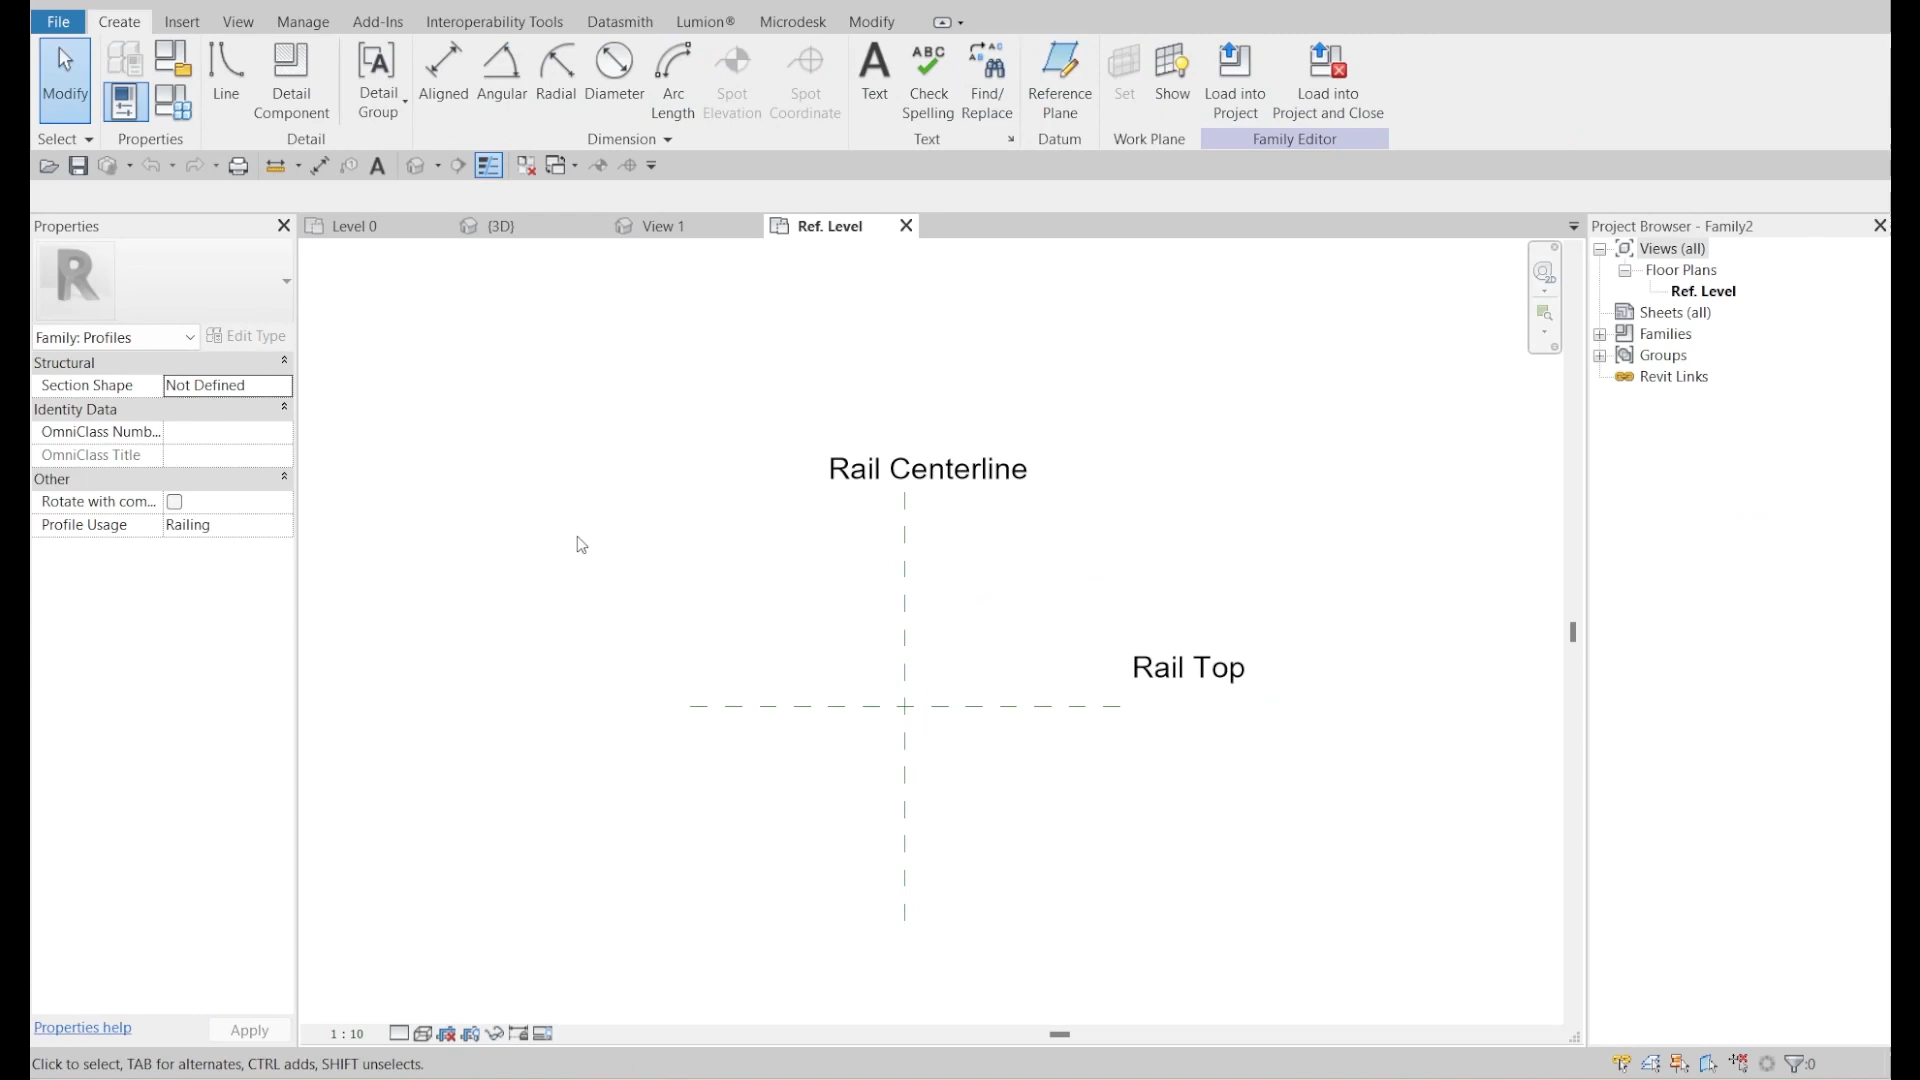 File Create Insert View Manage Add-Ins Interoperability Tools Datasmith Lumion® Microdesk Modify
Modify
Line
Detail
Component
Detail
Group
Aligned
Angular
Radial
Diameter
Arc
Length
Spot
Elevation
Spot
Coordinate
Text
ABC
Check
Spelling
Find/
Replace
Reference
Plane
Set
Show
Load into
Project
Load into
Project and Close
Select Properties Detail Dimension Text Datum Work Plane Family Editor
Properties
Level 0 {3D} View 1 Ref. Level
Project Browser - Family2
Family: Profiles Edit Type
Structural
Section Shape Not Defined
Identity Data
OmniClass Numb...
OmniClass Title
Other
Rotate with com...
Profile Usage Railing
Views (all)
Floor Plans
Ref. Level
Sheets (all)
Families
Groups
Revit Links
2D
Rail Centerline
Rail Top
Properties help Apply
1 : 10
Click to select, TAB for alternates, CTRL adds, SHIFT unselects.
:0